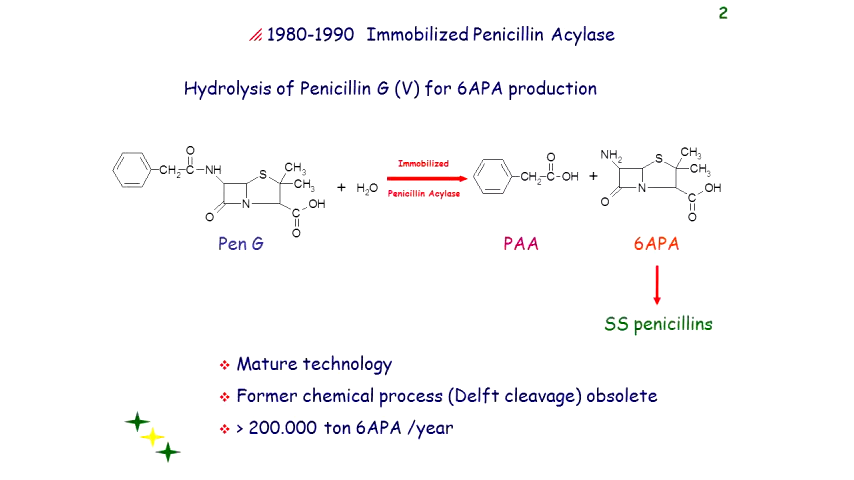 2
1980-1990 Immobilized Penicillin Acylase
Hydrolysis of Penicillin G (V) for 6APA production
O
CH2 C NH
S CH3
CH3
N
O
C OH
O
+ H2O
Immobilized
Penicillin Acylase
O
CH2 C OH
+
NH2 S CH3
CH3
N
O
C OH
O
Pen G PAA 6APA
SS penicillins
Mature technology
Former chemical process (Delft cleavage) obsolete
> 200.000 ton 6APA /year